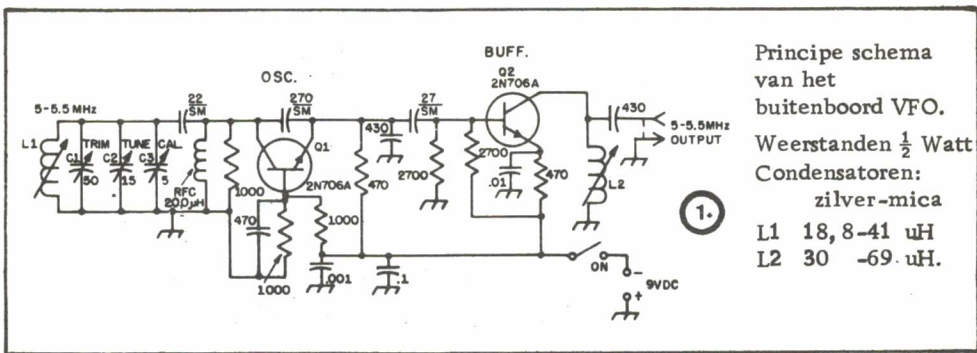 BUFF.
OSC.
Q2
2N706A
5-5.5 MHz
22
SM
270
SM
27
SM
430
430
5-5.5MHz
OUTPUT
L1
C1 TRIM
50
C2 TUNE
15
C3 CAL
5
RFC
200µH
1000
Q1
2N706A
470
2700
2700
.01
470
L2
470
1000
1000
.001
.1
ON
-
+
9VDC
Principe schema
van het
buitenboord VFO.
Weerstanden ½ Watt
Condensatoren:
zilver-mica
1.
L1 18, 8-41 uH
L2 30 -69 uH.